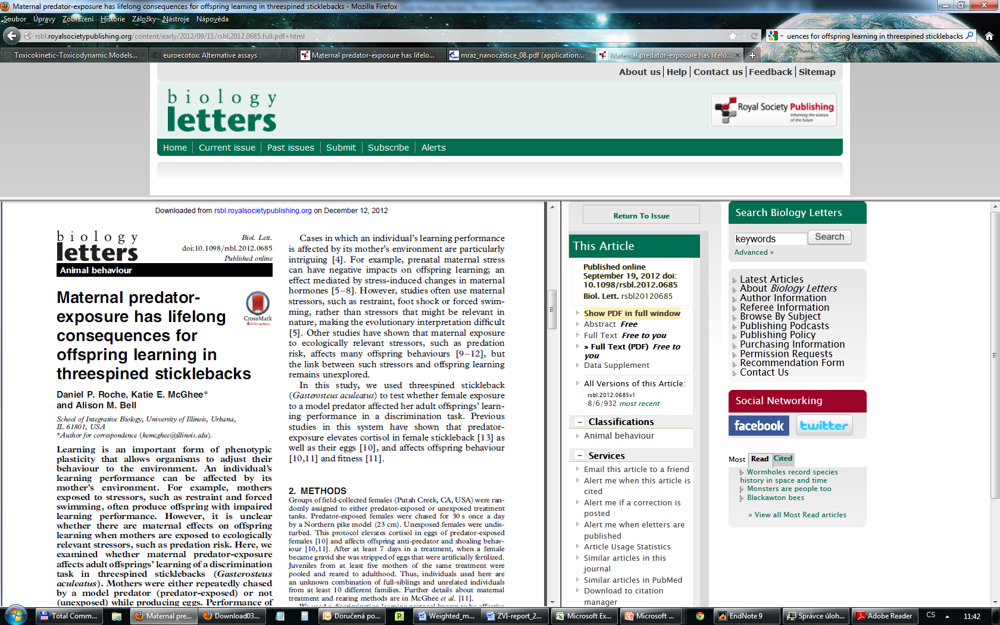 Maternal predator-exposure has lifelong consequences for offspring learning in threespined sticklebacks - Mozilla Firefox
Soubor Úpravy Zobrazení Historie Záložky Nástroje Nápověda
rsbl.royalsocietypublishing.org/content/early/2012/09/11/rsbl.2012.0685.full.pdf+html
uences for offspring learning in threespined sticklebacks
Toxicokinetic-Toxicodynamic Models...
euroecotox: Alternative assays
Maternal predator-exposure has lifelo...
mraz_nanocastice_08.pdf (application...
Maternal predator-exposure has lifelo...
About us | Help | Contact us | Feedback | Sitemap
biology
letters
Royal Society Publishing
Informing the science
of the future
Home Current issue Past issues Submit Subscribe Alerts
Downloaded from rsbl.royalsocietypublishing.org on December 12, 2012
biology
letters
Biol. Lett.
doi:10.1098/rsbl.2012.0685
Published online
Animal behaviour
Maternal predator-
exposure has lifelong
consequences for
offspring learning in
threespined sticklebacks
CrossMark
click for updates
Daniel P. Roche, Katie E. McGhee*
and Alison M. Bell
School of Integrative Biology, University of Illinois, Urbana,
IL 61801, USA
*Author for correspondence (kemcghee@illinois.edu).
Learning is an important form of phenotypic
plasticity that allows organisms to adjust their
behaviour to the environment. An individual's
learning performance can be affected by its
mother's environment. For example, mothers
exposed to stressors, such as restraint and forced
swimming, often produce offspring with impaired
learning performance. However, it is unclear
whether there are maternal effects on offspring
learning when mothers are exposed to ecologically
relevant stressors, such as predation risk. Here, we
examined whether maternal predator-exposure
affects adult offsprings' learning of a discrimination
task in threespined sticklebacks (Gasterosteus
aculeatus). Mothers were either repeatedly chased
by a model predator (predator-exposed) or not
(unexposed) while producing eggs. Performance of
Cases in which an individual's learning performance
is affected by its mother's environment are particularly
intriguing [4]. For example, prenatal maternal stress
can have negative impacts on offspring learning; an
effect mediated by stress-induced changes in maternal
hormones [5–8]. However, studies often use maternal
stressors, such as restraint, foot shock or forced swim-
ming, rather than stressors that might be relevant in
nature, making the evolutionary interpretation difficult
[5]. Other studies have shown that maternal exposure
to ecologically relevant stressors, such as predation
risk, affects many offspring behaviours [9–12], but
the link between such stressors and offspring learning
remains unexplored.
In this study, we used threespined stickleback
(Gasterosteus aculeatus) to test whether female exposure
to a model predator affected her adult offsprings' learn-
ing performance in a discrimination task. Previous
studies in this system have shown that predator-
exposure elevates cortisol in female stickleback [13] as
well as their eggs [10], and affects offspring behaviour
[10,11] and fitness [11].
2. METHODS
Groups of field-collected females (Putah Creek, CA, USA) were ran-
domly assigned to either predator-exposed or unexposed treatment
tanks. Predator-exposed females were chased for 30 s once a day
by a Northern pike model (23 cm). Unexposed females were undis-
turbed. This protocol elevates cortisol in eggs of predator-exposed
females [10] and affects offspring anti-predator and shoaling behav-
iour [10,11]. After at least 7 days in a treatment, when a female
became gravid she was stripped of eggs that were artificially fertilized.
Juveniles from at least five mothers of the same treatment were
pooled and reared to adulthood. Thus, individuals used here are
an unknown combination of full-siblings and unrelated individuals
from at least 10 different families. Further details about maternal
treatment and rearing methods are in McGhee et al. [11].
We used a discrimination learning protocol known to be effective
Return To Issue
This Article
Published online
September 19, 2012 doi:
10.1098/rsbl.2012.0685
Biol. Lett. rsbl20120685
Show PDF in full window
Abstract Free
Full Text Free to you
» Full Text (PDF) Free to
you
Data Supplement
All Versions of this Article:
rsbl.2012.0685v1
8/6/932 most recent
Classifications
Animal behaviour
Services
Email this article to a friend
Alert me when this article is
cited
Alert me if a correction is
posted
Alert me when eletters are
published
Article Usage Statistics
Similar articles in this
journal
Similar articles in PubMed
Download to citation
manager
Search Biology Letters
keywords Search
Advanced »
Latest Articles
About Biology Letters
Author Information
Referee Information
Browse By Subject
Publishing Podcasts
Publishing Policy
Purchasing Information
Permission Requests
Recommendation Form
Contact Us
Social Networking
facebook twitter
Most Read Cited
Wormholes record species
history in space and time
Monsters are people too
Blackawton bees
» View all Most Read articles
Total Comm...
Maternal pre...
Download03...
Doručená po...
Weighted_m...
ZVI-report_2...
Microsoft Ex...
Microsoft ...
EndNote 9
Správce úloh...
Adobe Reader
CS
11:42